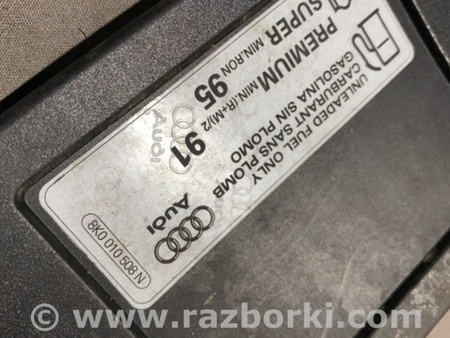 SUPER MIN.RON 95
PREMIUM MIN (R+M)/2 91
UNLEADED FUEL ONLY
CARBURANT SANS PLOMB
GASOLINA SIN PLOMO
Audi
Audi
8K0 010 508 N
© www.razborki.com